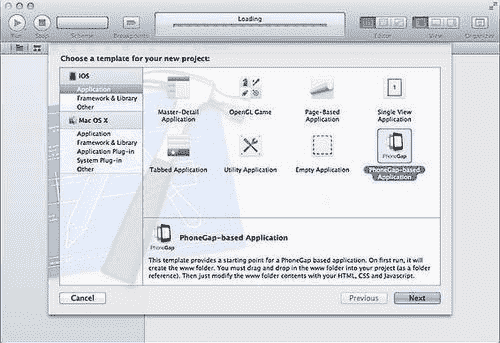 Loading
Run
Stop
Scheme
Breakpoints
Editor
View
Organizer
Choose a template for your new project:
iOS
Application
Framework & Library
Other
Mac OS X
Application
Framework & Library
Application Plug-in
System Plug-in
Other
Master-Detail
Application
OpenGL Game
Page-Based
Application
Single View
Application
1
Tabbed Application
Utility Application
Empty Application
PhoneGap
PhoneGap-based
Application
PhoneGap
PhoneGap-based Application
This template provides a starting point for a PhoneGap based application. On first run, it will
create the www folder. You must drag and drop in the www folder into your project (as a folder
reference). Then just modify the www folder contents with your HTML, CSS and Javascript.
Cancel
Previous
Next